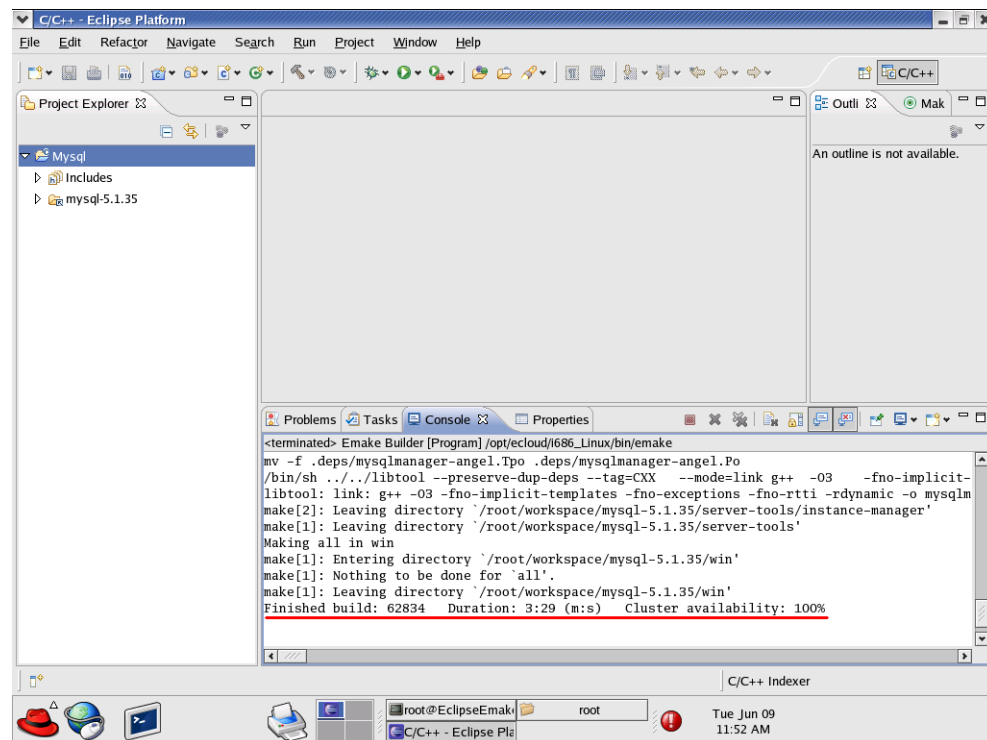 C/C++ - Eclipse Platform
File Edit Refactor Navigate Search Run Project Window Help
C/C++
Project Explorer
Outli
Mak
Mysql
An outline is not available.
Includes
mysql-5.1.35
Problems Tasks Console Properties
<terminated> Emake Builder [Program] /opt/ecloud/i686_Linux/bin/emake
mv -f .deps/mysqlmanager-angel.Tpo .deps/mysqlmanager-angel.Po
/bin/sh ../../libtool --preserve-dup-deps --tag=CXX --mode=link g++ -O3 -fno-implicit-
libtool: link: g++ -O3 -fno-implicit-templates -fno-exceptions -fno-rtti -rdynamic -o mysqlm
make[2]: Leaving directory `/root/workspace/mysql-5.1.35/server-tools/instance-manager'
make[1]: Leaving directory `/root/workspace/mysql-5.1.35/server-tools'
Making all in win
make[1]: Entering directory `/root/workspace/mysql-5.1.35/win'
make[1]: Nothing to be done for `all'.
make[1]: Leaving directory `/root/workspace/mysql-5.1.35/win'
Finished build: 62834 Duration: 3:29 (m:s) Cluster availability: 100%
C/C++ Indexer
root@EclipseEmak
root
C/C++ - Eclipse Pla
Tue Jun 09
11:52 AM